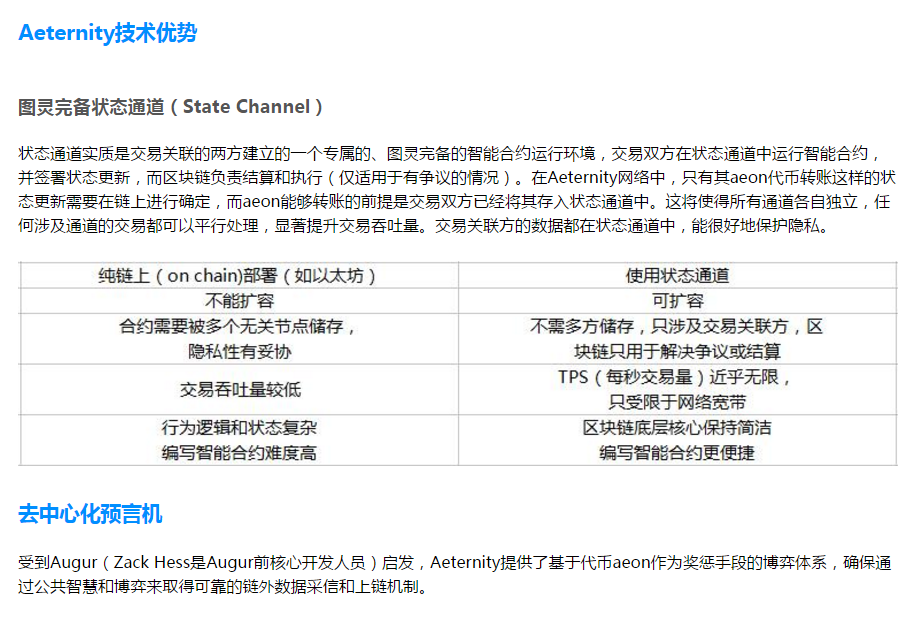 Aeternity技术优势
图灵完备状态通道（State Channel）
状态通道实质是交易关联的两方建立的一个专属的、图灵完备的智能合约运行环境，交易双方在状态通道中运行智能合约，
并签署状态更新，而区块链负责结算和执行（仅适用于有争议的情况）。在Aeternity网络中，只有其aeon代币转账这样的状
态更新需要在链上进行确定，而aeon能够转账的前提是交易双方已经将其存入状态通道中。这将使得所有通道各自独立，任
何涉及通道的交易都可以平行处理，显著提升交易吞吐量。交易关联方的数据都在状态通道中，能很好地保护隐私。
纯链上（on chain)部署（如以太坊）
使用状态通道
不能扩容
可扩容
合约需要被多个无关节点储存，
隐私性有妥协
不需多方储存，只涉及交易关联方，区
块链只用于解决争议或结算
交易吞吐量较低
TPS（每秒交易量）近乎无限，
只受限于网络宽带
行为逻辑和状态复杂
编写智能合约难度高
区块链底层核心保持简洁
编写智能合约更便捷
去中心化预言机
受到Augur（Zack Hess是Augur前核心开发人员）启发，Aeternity提供了基于代币aeon作为奖惩手段的博弈体系，确保通
过公共智慧和博弈来取得可靠的链外数据采信和上链机制。